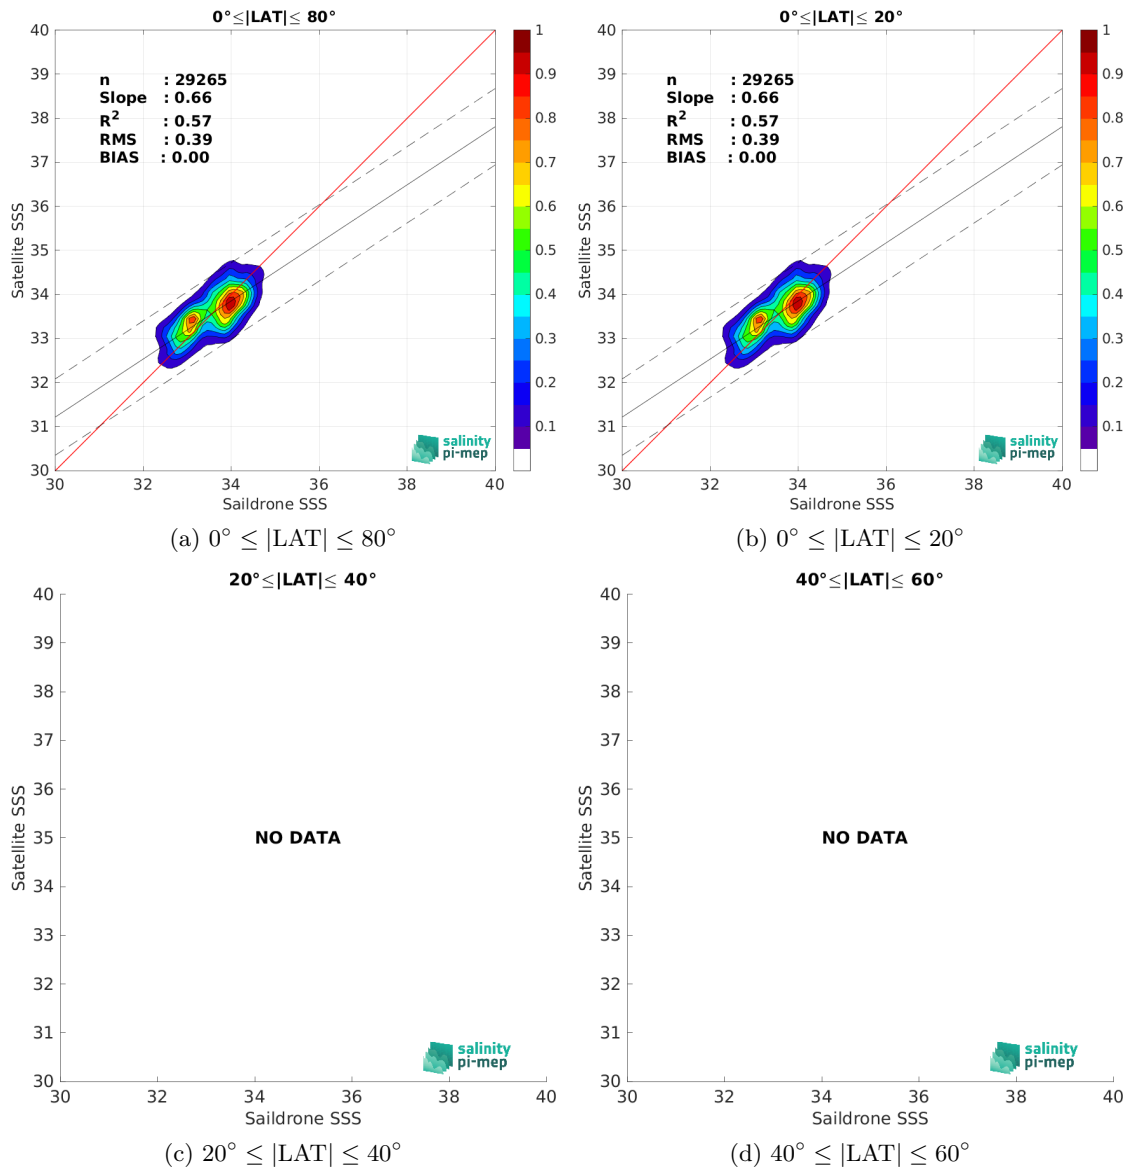 0°≤|LAT|≤ 80°
40
39
38
37
36
35
34
33
32
31
30
Satellite SSS
n : 29265
Slope : 0.66
R² : 0.57
RMS : 0.39
BIAS : 0.00
salinity
pi-mep
30 32 34 36 38 40
Saildrone SSS
1
0.9
0.8
0.7
0.6
0.5
0.4
0.3
0.2
0.1
(a) 0° ≤ |LAT| ≤ 80°
0°≤|LAT|≤ 20°
40
39
38
37
36
35
34
33
32
31
30
Satellite SSS
n : 29265
Slope : 0.66
R² : 0.57
RMS : 0.39
BIAS : 0.00
salinity
pi-mep
30 32 34 36 38 40
Saildrone SSS
1
0.9
0.8
0.7
0.6
0.5
0.4
0.3
0.2
0.1
(b) 0° ≤ |LAT| ≤ 20°
20°≤|LAT|≤ 40°
40
39
38
37
36
35
34
33
32
31
30
Satellite SSS
NO DATA
salinity
pi-mep
30 32 34 36 38 40
Saildrone SSS
(c) 20° ≤ |LAT| ≤ 40°
40°≤|LAT|≤ 60°
40
39
38
37
36
35
34
33
32
31
30
Satellite SSS
NO DATA
salinity
pi-mep
30 32 34 36 38 40
Saildrone SSS
(d) 40° ≤ |LAT| ≤ 60°